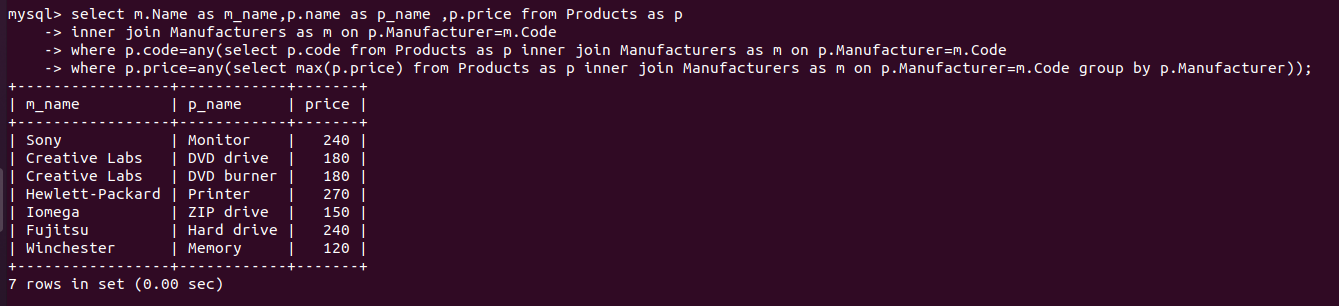 mysql> select m.Name as m_name,p.name as p_name ,p.price from Products as p
    -> inner join Manufacturers as m on p.Manufacturer=m.Code
    -> where p.code=any(select p.code from Products as p inner join Manufacturers as m on p.Manufacturer=m.Code
    -> where p.price=any(select max(p.price) from Products as p inner join Manufacturers as m on p.Manufacturer=m.Code group by p.Manufacturer));
+-----------------+------------+-------+
| m_name          | p_name     | price |
+-----------------+------------+-------+
| Sony            | Monitor    |   240 |
| Creative Labs   | DVD drive  |   180 |
| Creative Labs   | DVD burner |   180 |
| Hewlett-Packard | Printer    |   270 |
| Iomega          | ZIP drive  |   150 |
| Fujitsu         | Hard drive |   240 |
| Winchester      | Memory     |   120 |
+-----------------+------------+-------+
7 rows in set (0.00 sec)